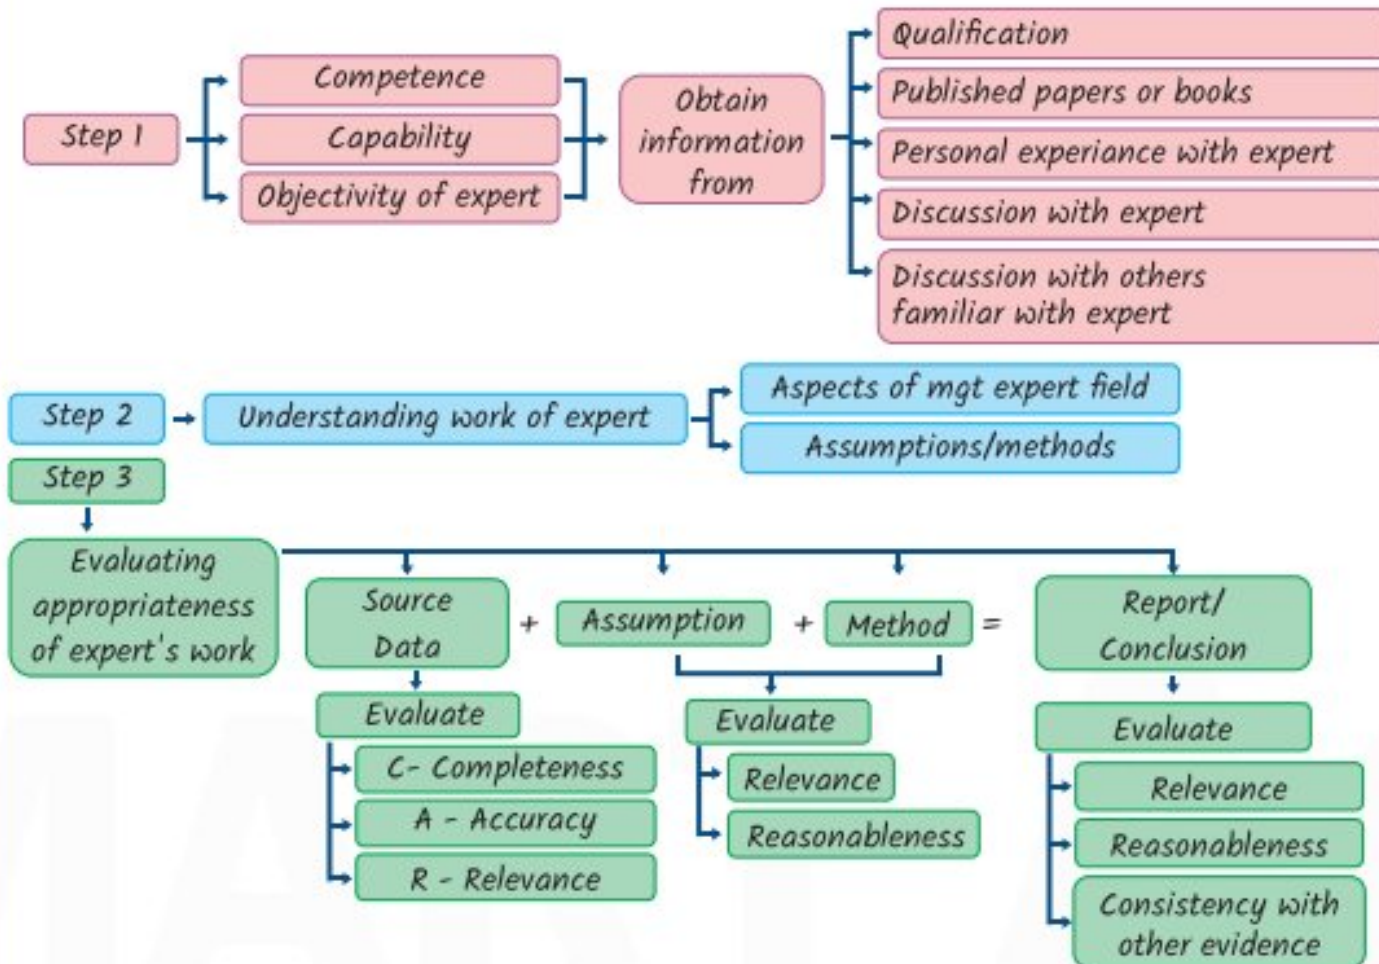 Step 1
Competence
Capability
Objectivity of expert
Obtain
information
from
Qualification
Published papers or books
Personal experiance with expert
Discussion with expert
Discussion with others
familiar with expert
Step 2
Understanding work of expert
Aspects of mgt expert field
Assumptions/methods
Step 3
Evaluating
appropriateness
of expert's work
Source
Data
+
Assumption
+
Method
=
Report/
Conclusion
Evaluate
C- Completeness
A - Accuracy
R - Relevance
Evaluate
Relevance
Reasonableness
Evaluate
Relevance
Reasonableness
Consistency with
other evidence